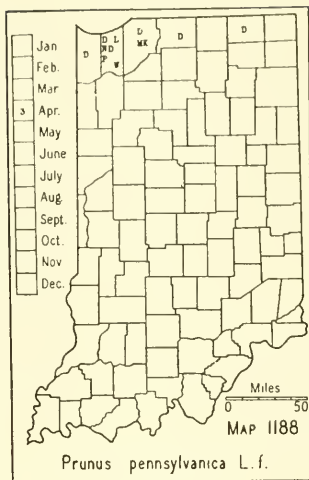 Jan
Feb.
Mar
3 Apr.
May
June
July
Aug.
Sept.
Oct.
Nov
Dec.
D
D L
N D
P W
D
MK
D
D
Miles
0 50
MAP 1188
Prunus pennsylvanica L. f.